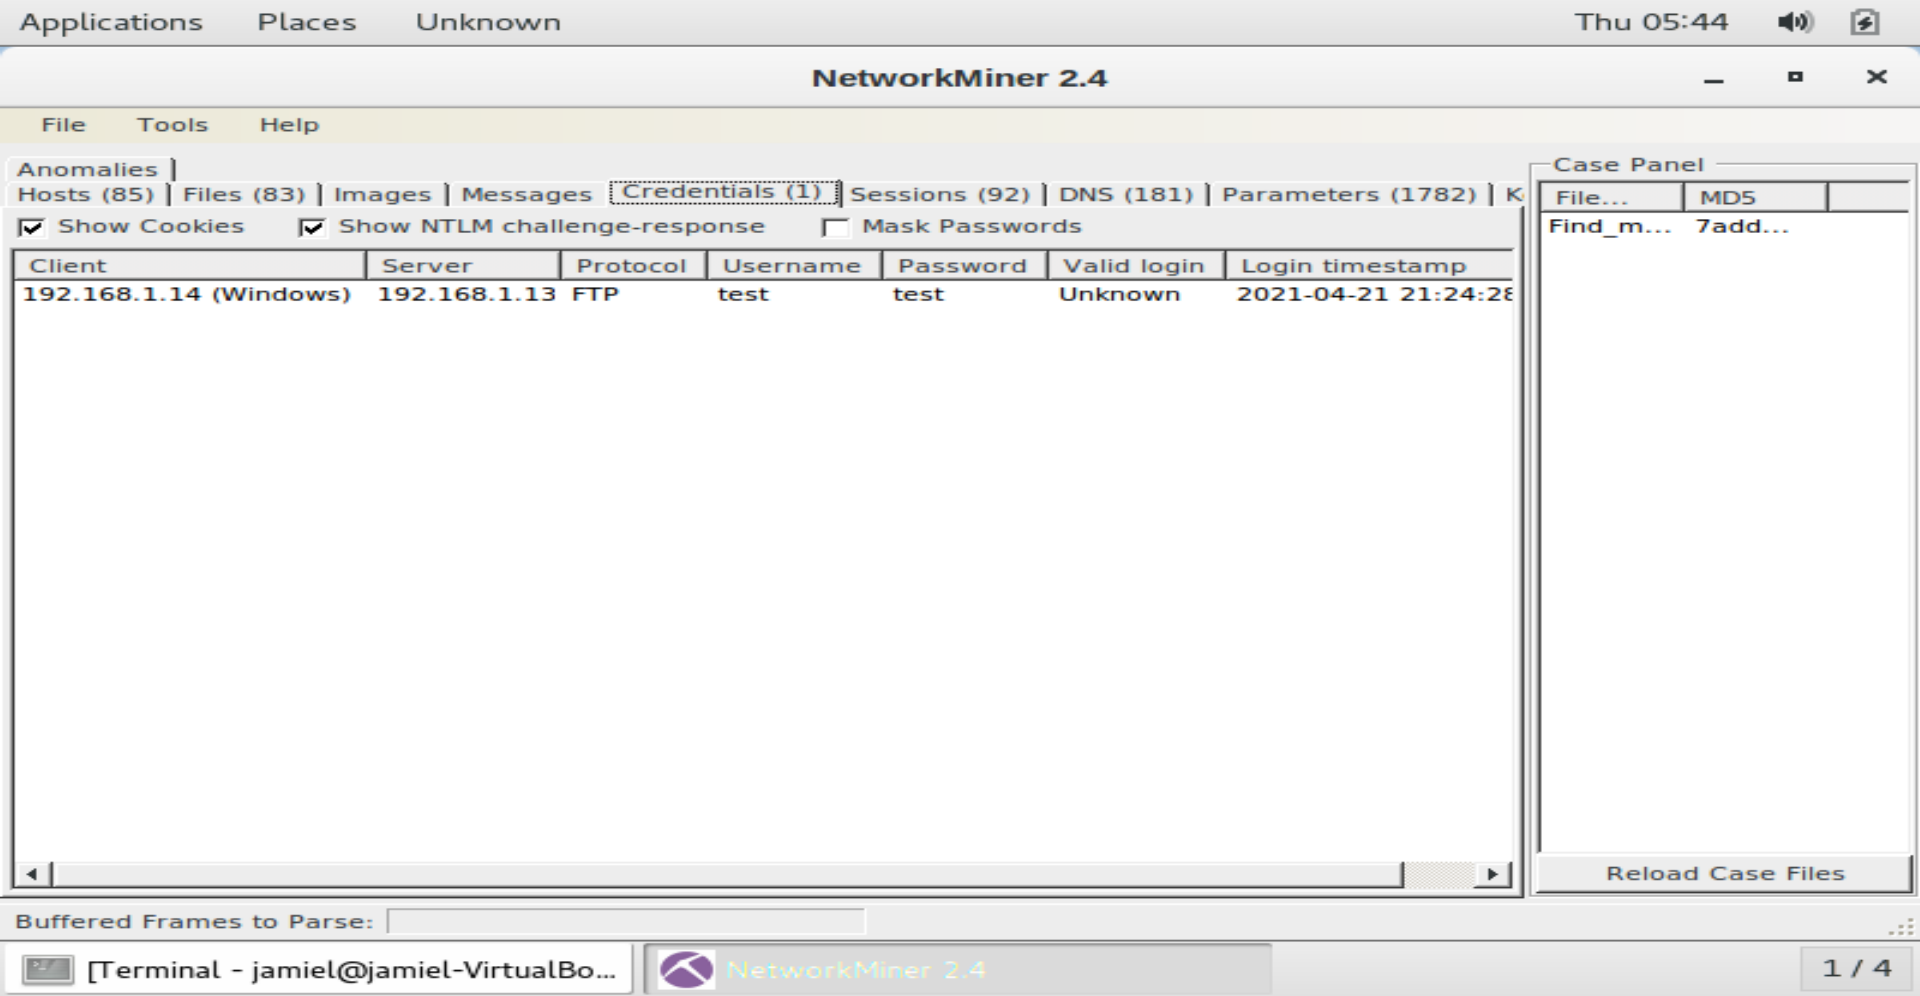 Applications Places Unknown Thu 05:44
NetworkMiner 2.4
File Tools Help
Anomalies
Hosts (85) Files (83) Images Messages Credentials (1) Sessions (92) DNS (181) Parameters (1782) K
Show Cookies Show NTLM challenge-response Mask Passwords
Client Server Protocol Username Password Valid login Login timestamp
192.168.1.14 (Windows) 192.168.1.13 FTP test test Unknown 2021-04-21 21:24:28
Case Panel
File... MD5
Find_m... 7add...
Reload Case Files
Buffered Frames to Parse:
[Terminal - jamiel@jamiel-VirtualBo... NetworkMiner 2.4 1 / 4